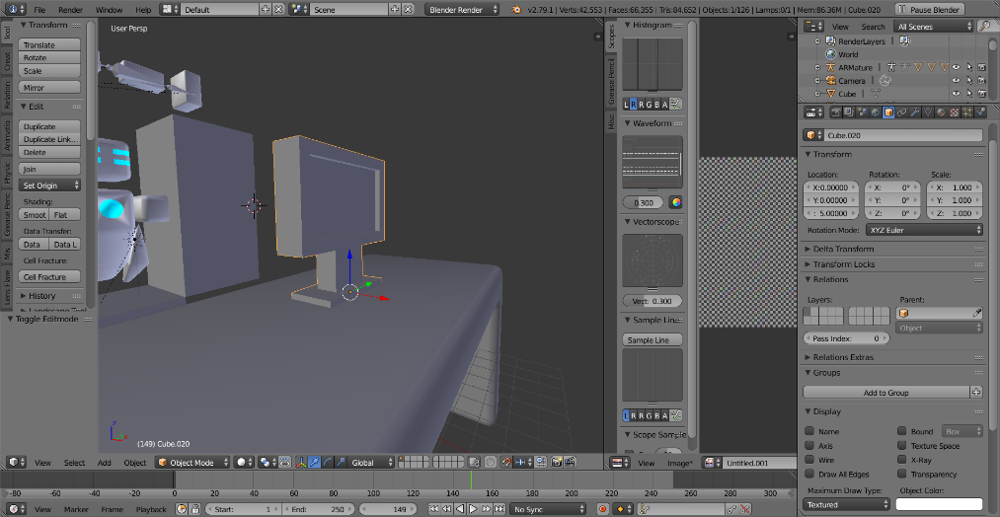 File Render Window Help Default Scene Blender Render v2.79.1 | Verts:42,553 | Faces:66,355 | Tris:84,652 | Objects:1/126 | Lamps:0/1 | Mem:86.36M | Cube.020 Pause Blender
Tool
Creat
Relation
Animatio
Physic
Grease Penc
Mis
Lens Flare
Transform
Translate
Rotate
Scale
Mirror
Edit
Duplicate
Duplicate Link...
Delete
Join
Set Origin
Shading:
Smoot Flat
Data Transfer:
Data Data L
Cell Fracture:
Cell Fracture
History
Landscape Tool
Toggle Editmode
User Persp
(149) Cube.020
z
x
View Select Add Object Object Mode Global
Scopes
Grease Pencil
Misc
Histogram
L R R G B A
Waveform
0.300
Vectorscope
Vect: 0.300
Sample Line
Sample Line
L R R G B A
Scope Sample
View Image* Untitled.001
View Search All Scenes
RenderLayers
World
ARMature
Camera
Cube
Cube.020
Transform
Location: Rotation: Scale:
X:0.00000 X: 0° X: 1.000
Y:0.00000 Y: 0° Y: 1.000
: 5.00000 Z: 0° Z: 1.000
Rotation Mode: XYZ Euler
Delta Transform
Transform Locks
Relations
Layers: Parent:
Object
Pass Index: 0
Relations Extras
Groups
Add to Group
Display
Name Bound Box
Axis Texture Space
Wire X-Ray
Draw All Edges Transparency
Maximum Draw Type: Object Color:
Textured
-80 -60 -40 -20 0 20 40 60 80 100 120 140 160 180 200 220 240 260 280 300
View Marker Frame Playback Start: 1 End: 250 149 No Sync